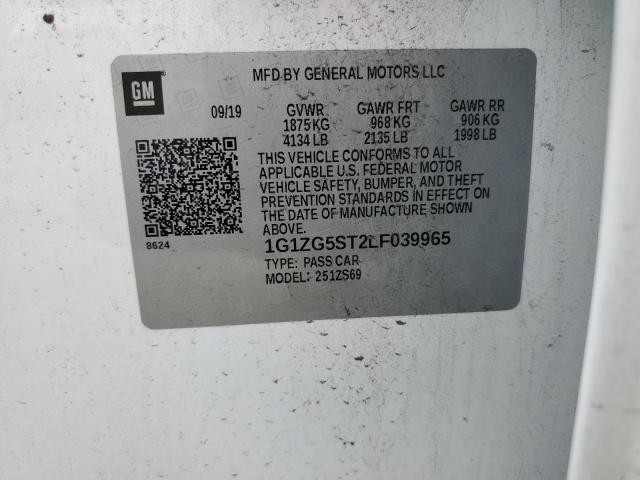 GM
MFD BY GENERAL MOTORS LLC
09/19 GVWR GAWR FRT GAWR RR
1875 KG 968 KG 906 KG
4134 LB 2135 LB 1998 LB
THIS VEHICLE CONFORMS TO ALL
APPLICABLE U.S. FEDERAL MOTOR
VEHICLE SAFETY, BUMPER, AND THEFT
PREVENTION STANDARDS IN EFFECT ON
THE DATE OF MANUFACTURE SHOWN
ABOVE.
8624
1G1ZG5ST2LF039965
TYPE: PASS CAR
MODEL: 251ZS69